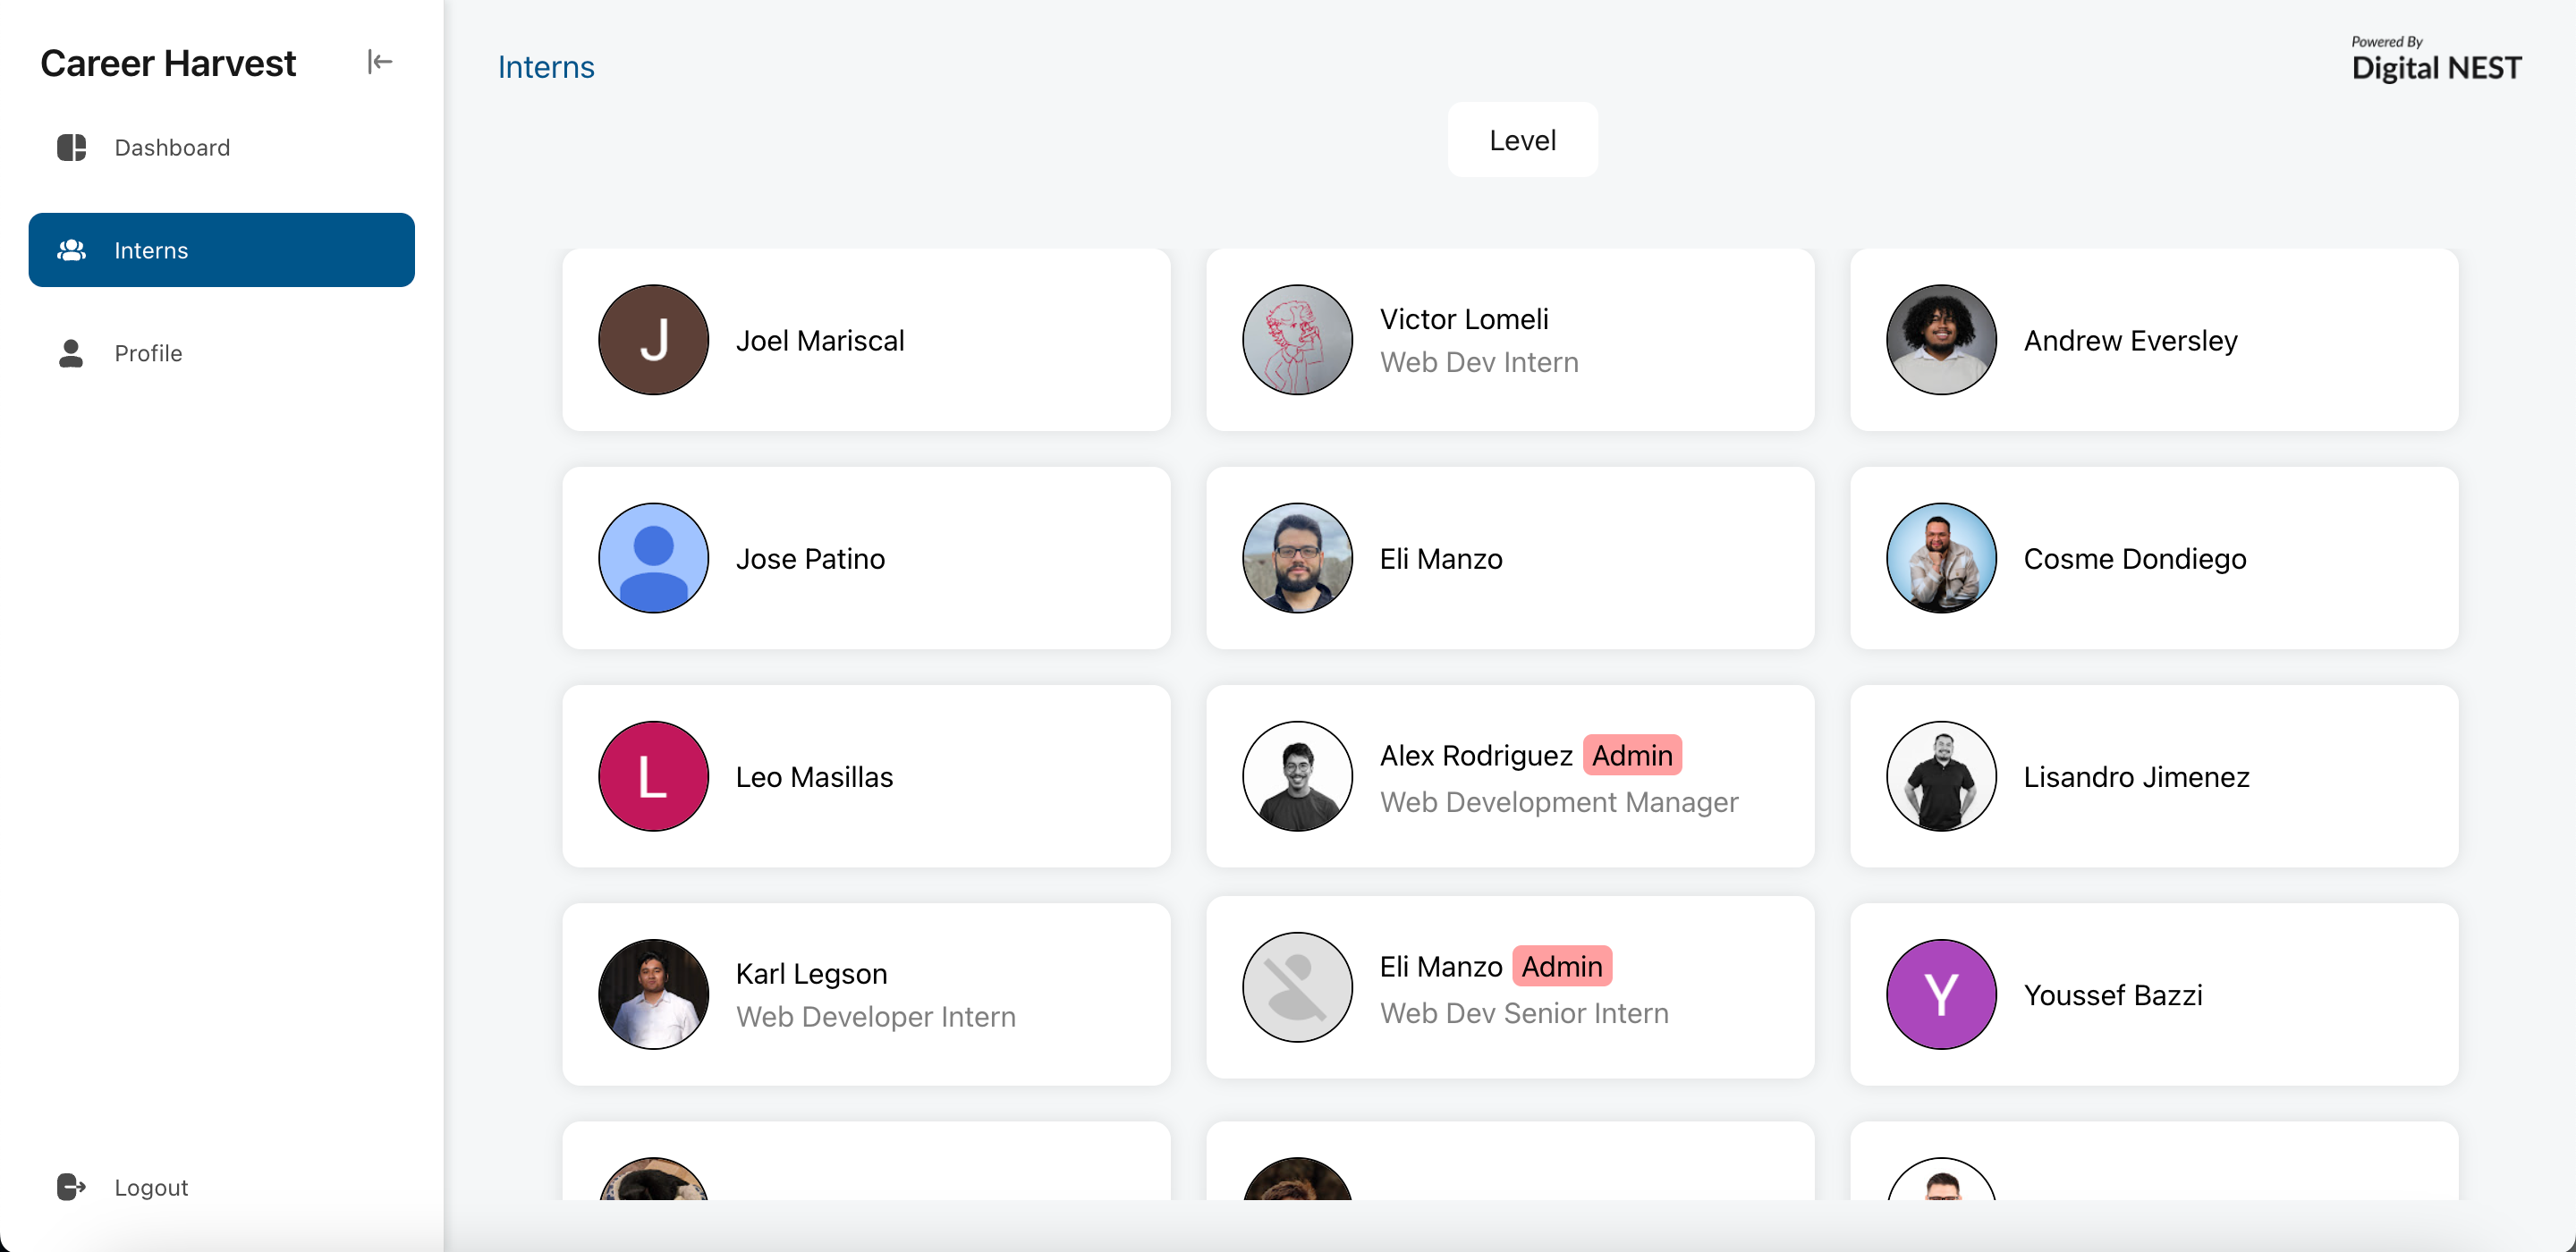 Career Harvest
Dashboard
Interns
Profile
Logout
Interns
Powered By
Digital NEST
Level
J
Joel Mariscal
Victor Lomeli
Web Dev Intern
Andrew Eversley
Jose Patino
Eli Manzo
Cosme Dondiego
L
Leo Masillas
Alex Rodriguez Admin
Web Development Manager
Lisandro Jimenez
Karl Legson
Web Developer Intern
Eli Manzo Admin
Web Dev Senior Intern
Y
Youssef Bazzi